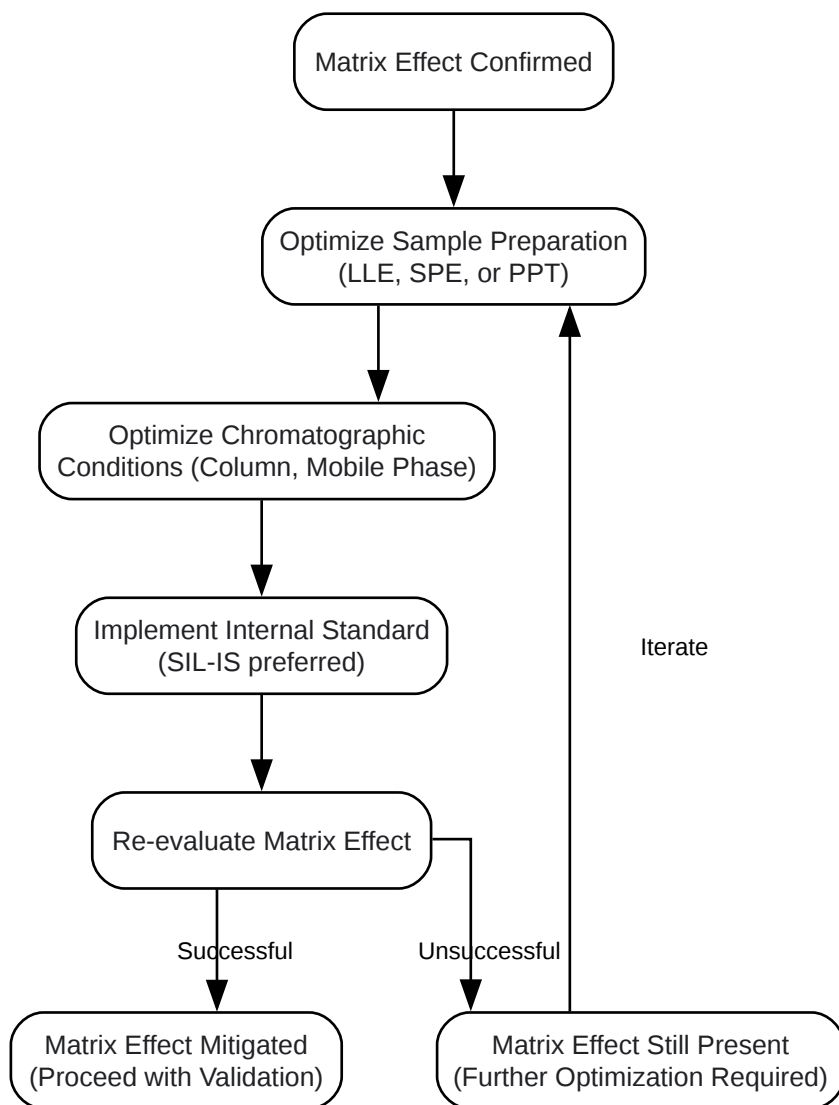 Matrix Effect Confirmed
Optimize Sample Preparation
(LLE, SPE, or PPT)
Optimize Chromatographic
Conditions (Column, Mobile Phase)
Implement Internal Standard
(SIL-IS preferred)
Iterate
Re-evaluate Matrix Effect
Successful
Unsuccessful
Matrix Effect Mitigated
(Proceed with Validation)
Matrix Effect Still Present
(Further Optimization Required)